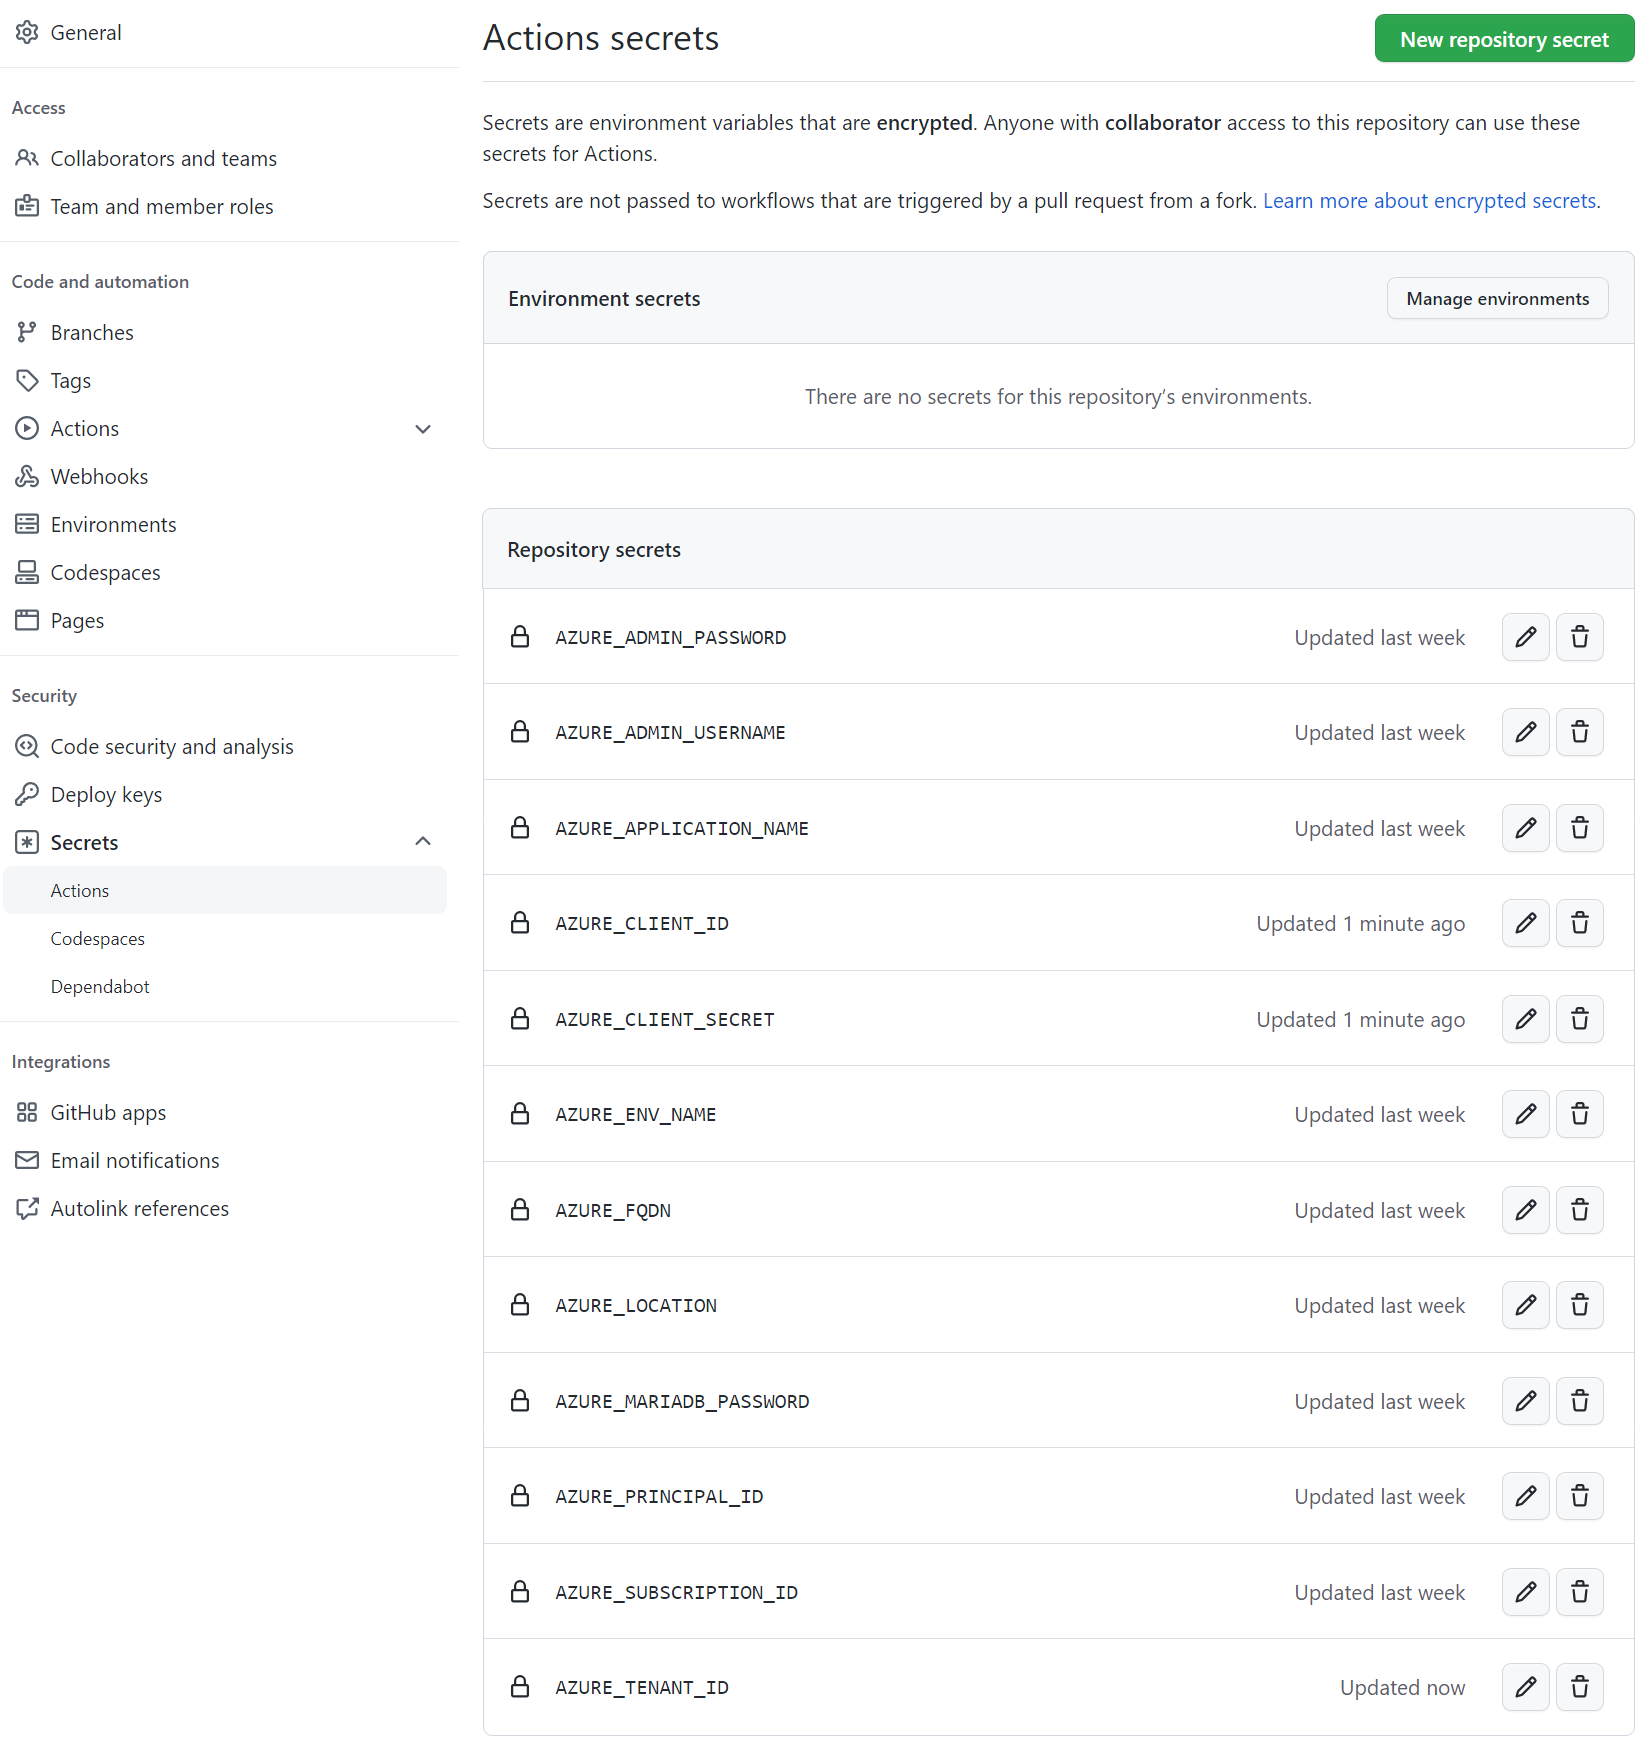 General
Access
Collaborators and teams
Team and member roles
Code and automation
Branches
Tags
Actions
Webhooks
Environments
Codespaces
Pages
Security
Code security and analysis
Deploy keys
Secrets
Actions
Codespaces
Dependabot
Integrations
GitHub apps
Email notifications
Autolink references
Actions secrets
New repository secret
Secrets are environment variables that are encrypted. Anyone with collaborator access to this repository can use these
secrets for Actions.
Secrets are not passed to workflows that are triggered by a pull request from a fork. Learn more about encrypted secrets.
Environment secrets
Manage environments
There are no secrets for this repository’s environments.
Repository secrets
AZURE_ADMIN_PASSWORD Updated last week
AZURE_ADMIN_USERNAME Updated last week
AZURE_APPLICATION_NAME Updated last week
AZURE_CLIENT_ID Updated 1 minute ago
AZURE_CLIENT_SECRET Updated 1 minute ago
AZURE_ENV_NAME Updated last week
AZURE_FQDN Updated last week
AZURE_LOCATION Updated last week
AZURE_MARIADB_PASSWORD Updated last week
AZURE_PRINCIPAL_ID Updated last week
AZURE_SUBSCRIPTION_ID Updated last week
AZURE_TENANT_ID Updated now